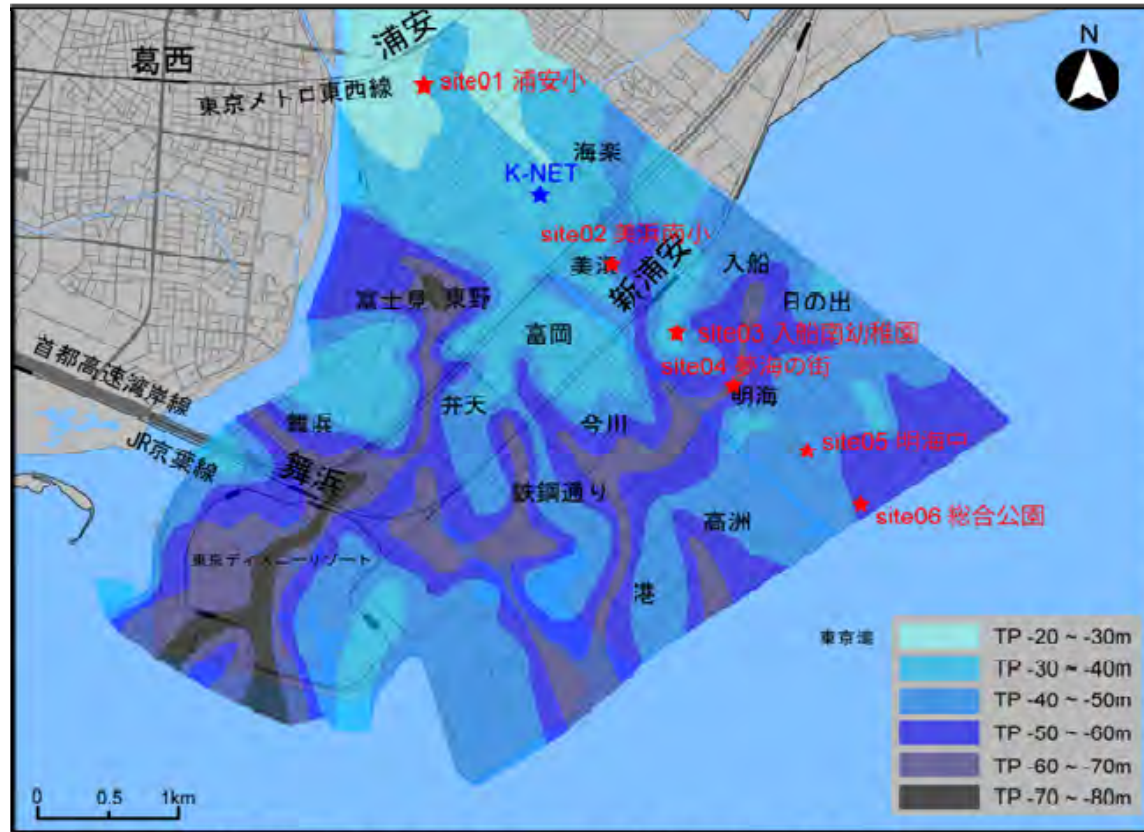 浦安
葛西
N
東京メトロ東西線
site01 浦安小
海楽
K-NET
site02 美浜南小
美浜
新浦安
入船
日の出
富士見
東野
富岡
site03 入船南幼稚園
首都高速湾岸線
site04 夢海の街
明海
弁天
舞浜
今川
JR京葉線
舞浜
site05 明海中
鉄鋼通り
高洲
site06 総合公園
東京ディズニーリゾート
港
東京湾
TP -20 ~ -30m
TP -30 ~ -40m
TP -40 ~ -50m
TP -50 ~ -60m
TP -60 ~ -70m
TP -70 ~ -80m
0 0.5 1km